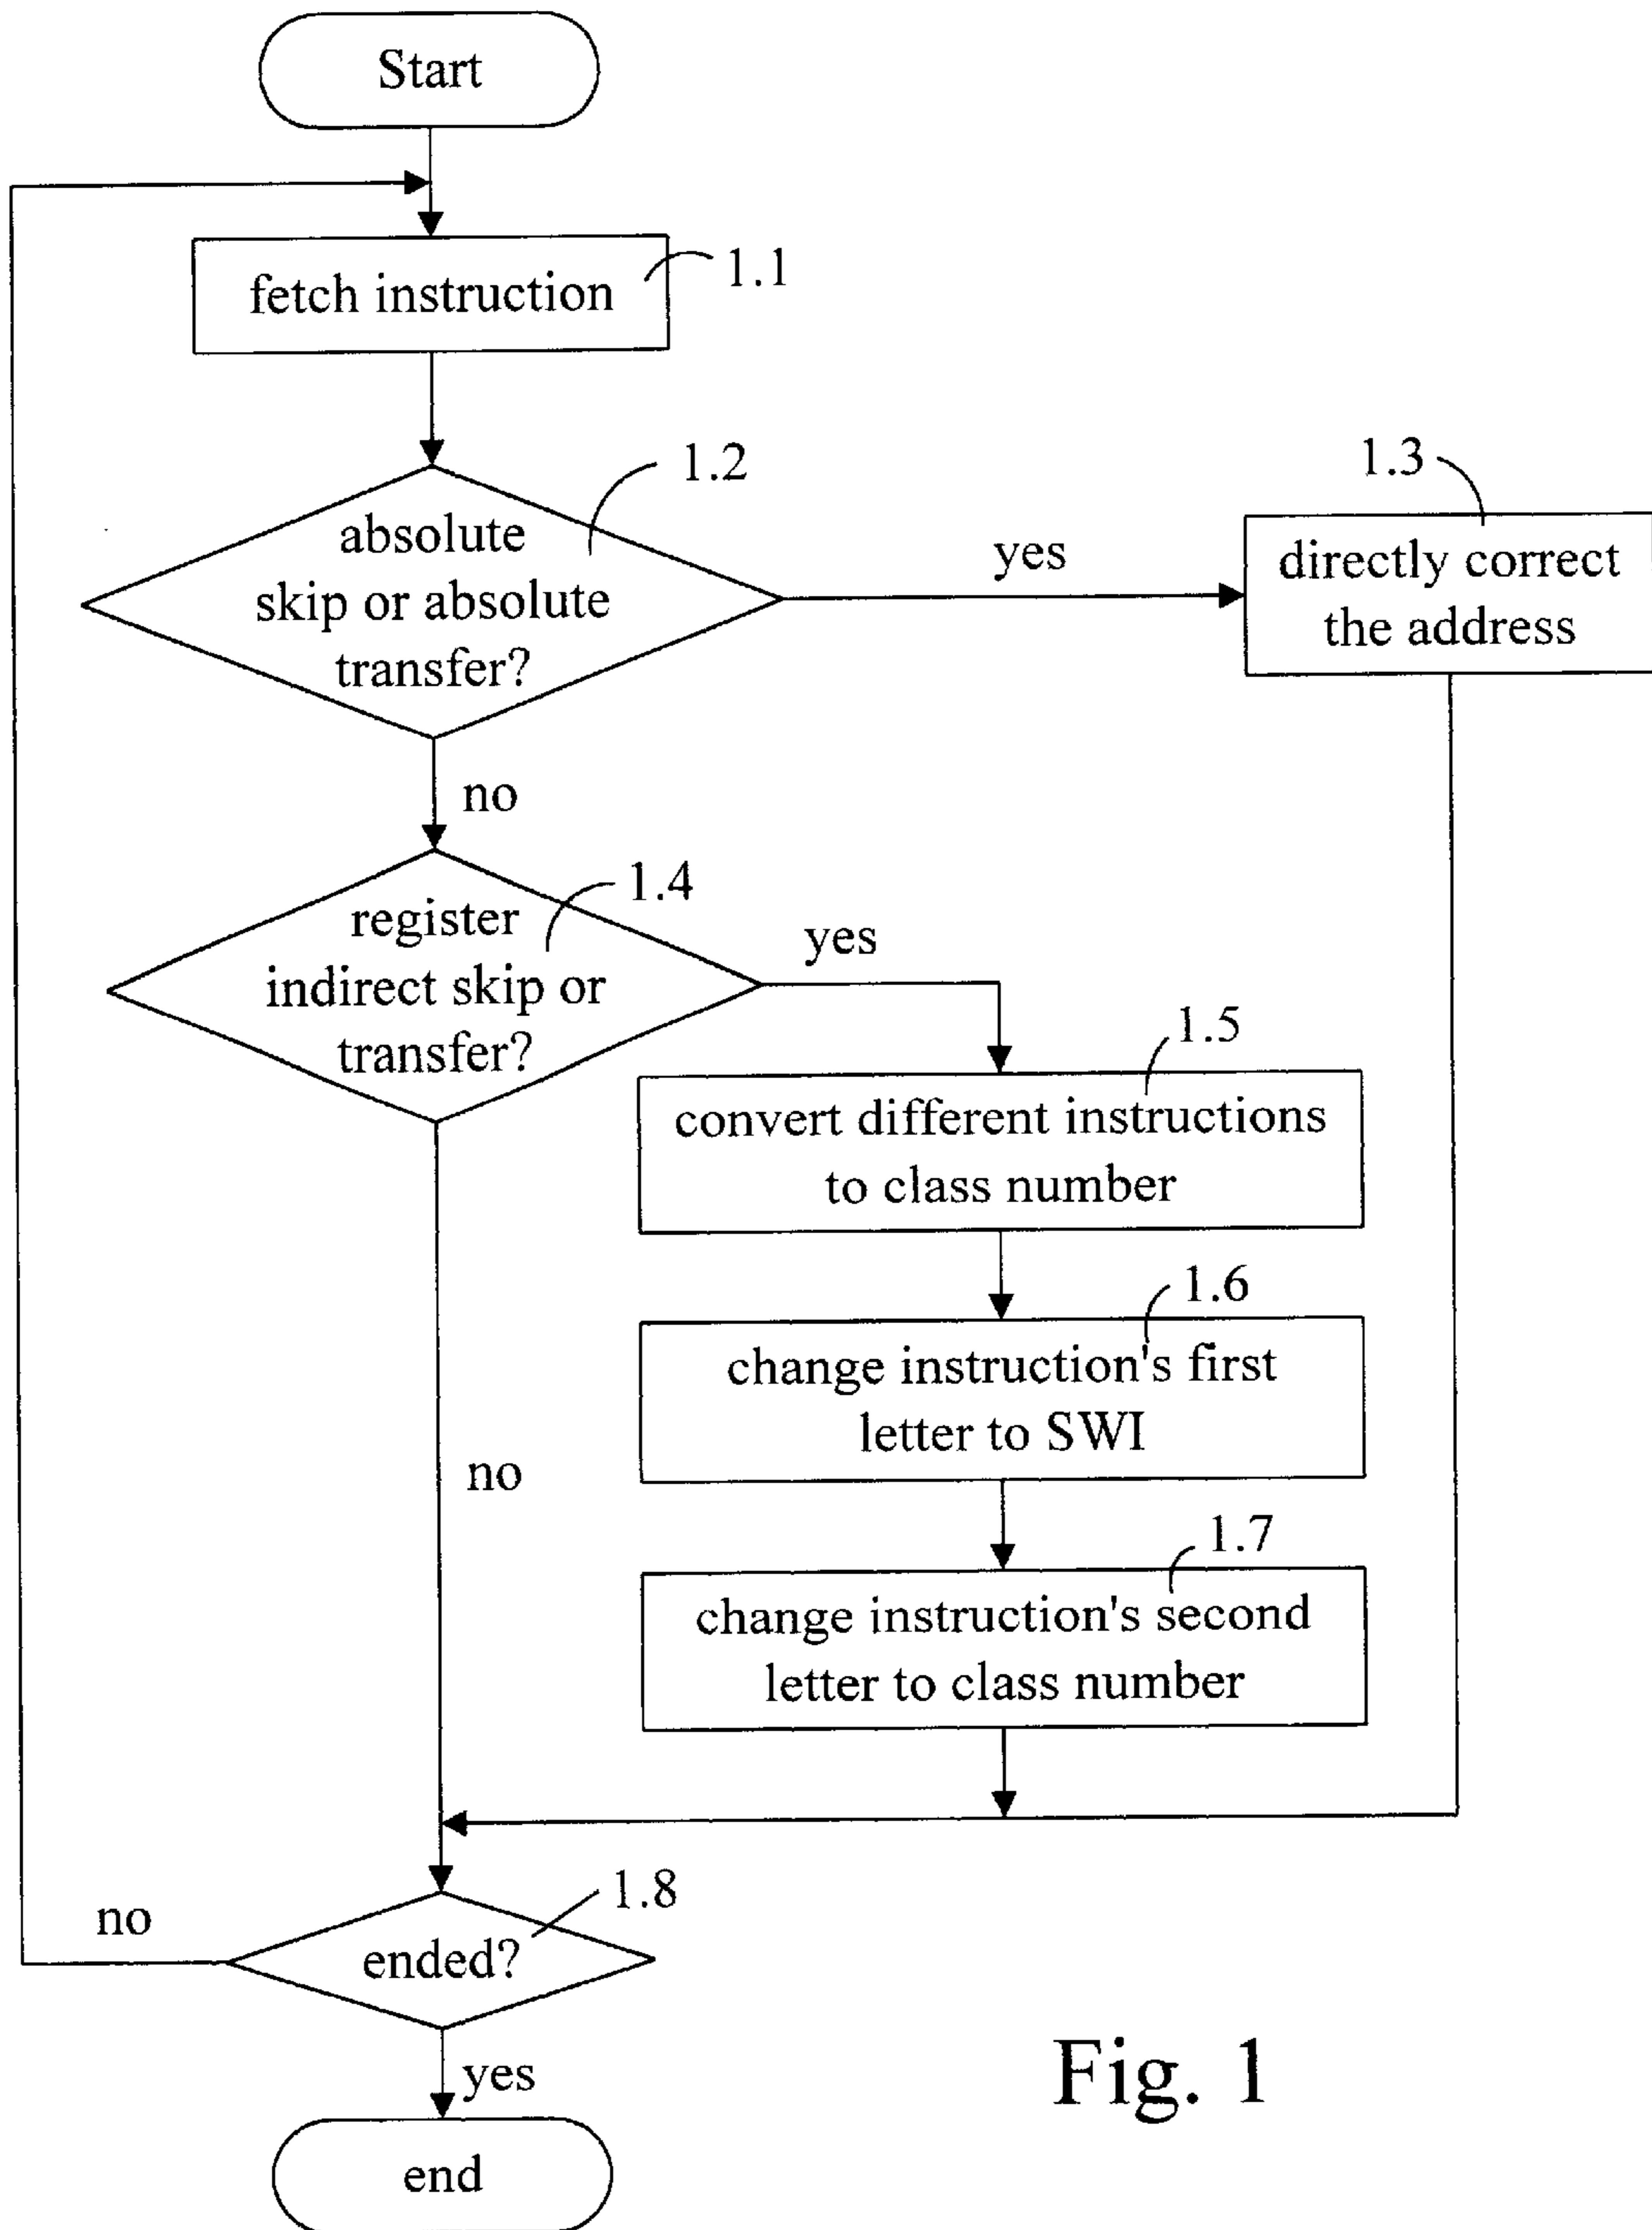 Start
fetch instruction
1.1
1.2
absolute
skip or absolute
transfer?
yes
1.3
directly correct
the address
no
1.4
register
indirect skip or
transfer?
yes
1.5
convert different instructions
to class number
1.6
change instruction's first
letter to SWI
no
1.7
change instruction's second
letter to class number
1.8
no
ended?
yes
end
Fig. 1